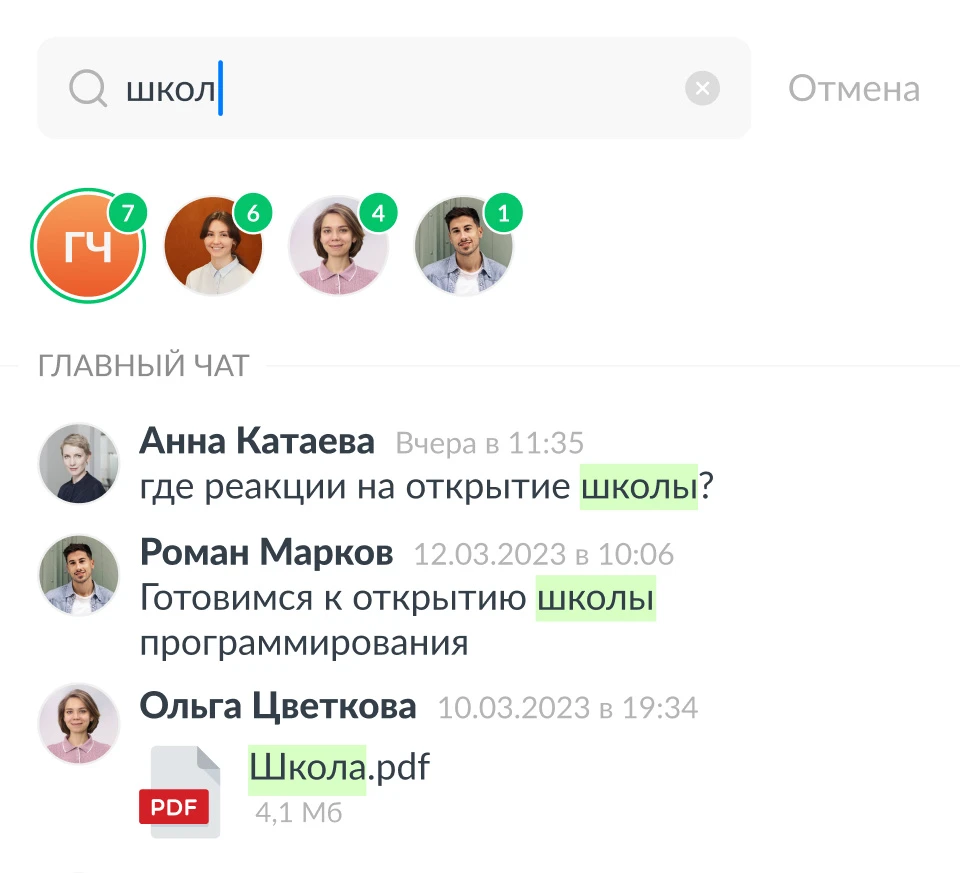 школ
Отмена
7
6
4
1
ГЧ
ГЛАВНЫЙ ЧАТ
Анна Катаева Вчера в 11:35
где реакции на открытие школы?
Роман Марков 12.03.2023 в 10:06
Готовимся к открытию школы
программирования
Ольга Цветкова 10.03.2023 в 19:34
Школа.pdf
PDF
4,1 Мб